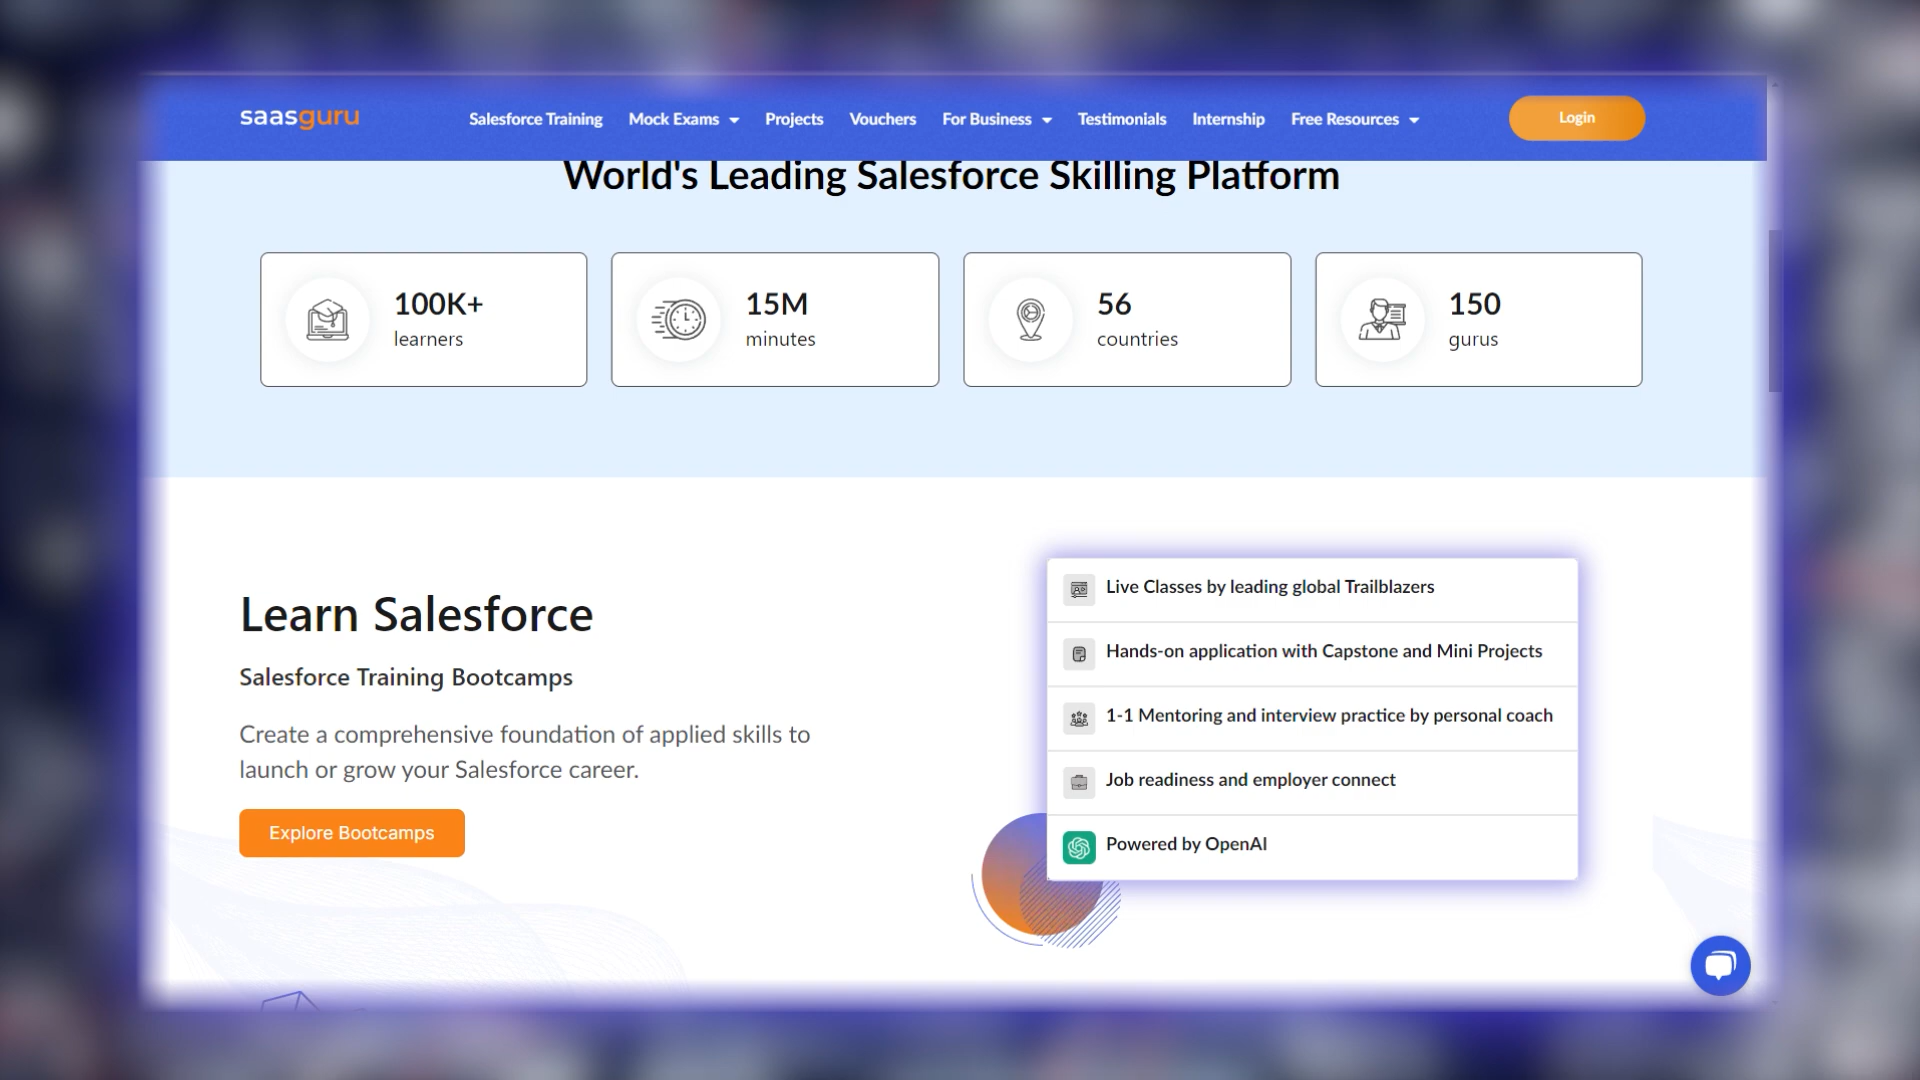 saasguru
Salesforce Training
Mock Exams
Projects
Vouchers
For Business
Testimonials
Internship
Free Resources
Login
World's Leading Salesforce Skilling Platform
100K+
learners
15M
minutes
56
countries
150
gurus
Learn Salesforce
Salesforce Training Bootcamps
Create a comprehensive foundation of applied skills to
launch or grow your Salesforce career.
Explore Bootcamps
Live Classes by leading global Trailblazers
Hands-on application with Capstone and Mini Projects
1-1 Mentoring and interview practice by personal coach
Job readiness and employer connect
Powered by OpenAI